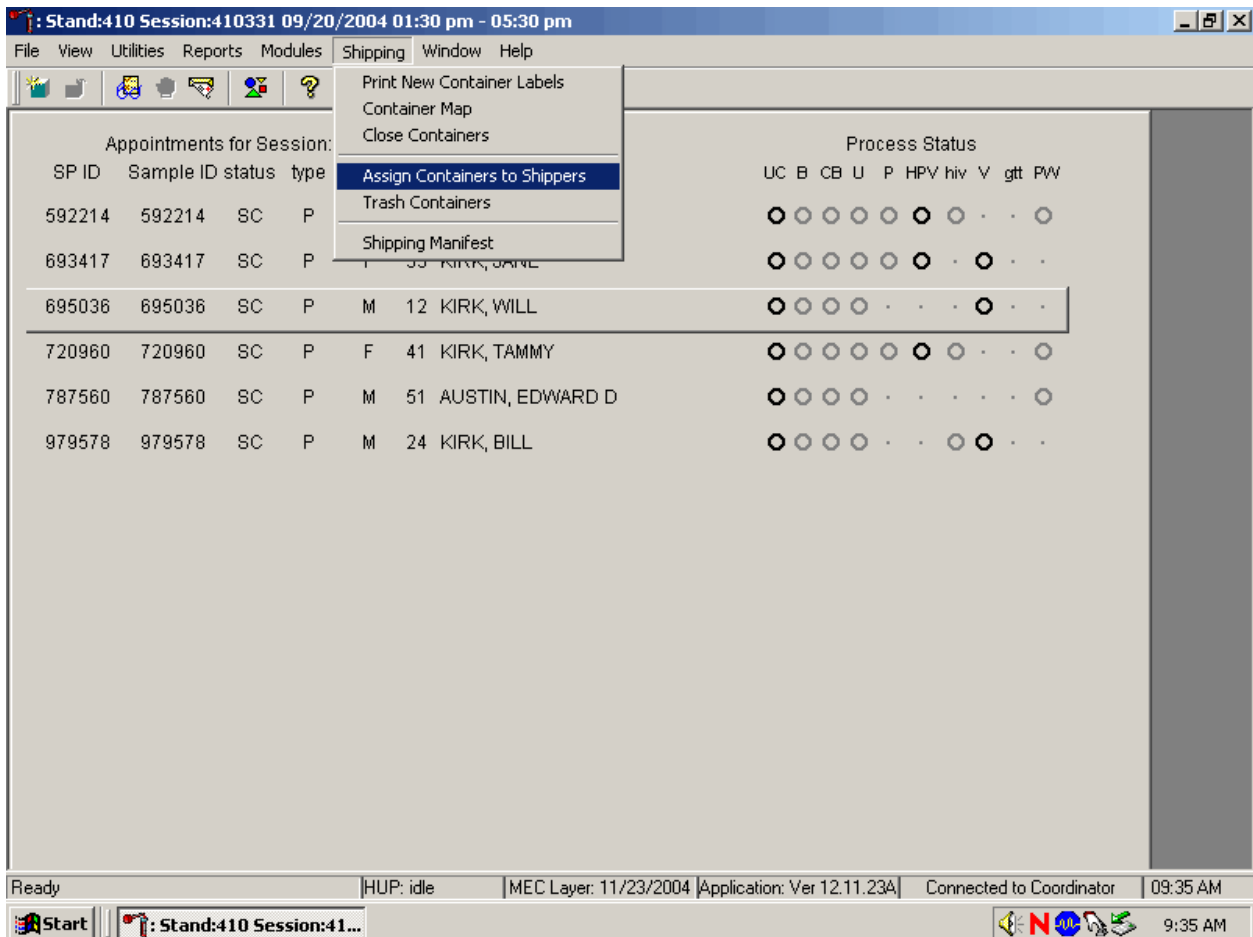 : Stand:410 Session:410331 09/20/2004 01:30 pm - 05:30 pm
File View Utilities Reports Modules Shipping Window Help
Print New Container Labels
Container Map
Close Containers
Assign Containers to Shippers
Trash Containers
Shipping Manifest
Appointments for Session: Process Status
SP ID Sample ID status type UC B CB U P HPV hiv V gtt PW
592214 592214 SC P
693417 693417 SC P KIRK, JANE
695036 695036 SC P M 12 KIRK, WILL
720960 720960 SC P F 41 KIRK, TAMMY
787560 787560 SC P M 51 AUSTIN, EDWARD D
979578 979578 SC P M 24 KIRK, BILL
Ready HUP: idle MEC Layer: 11/23/2004 Application: Ver 12.11.23A Connected to Coordinator 09:35 AM
Start : Stand:410 Session:41... N 9:35 AM